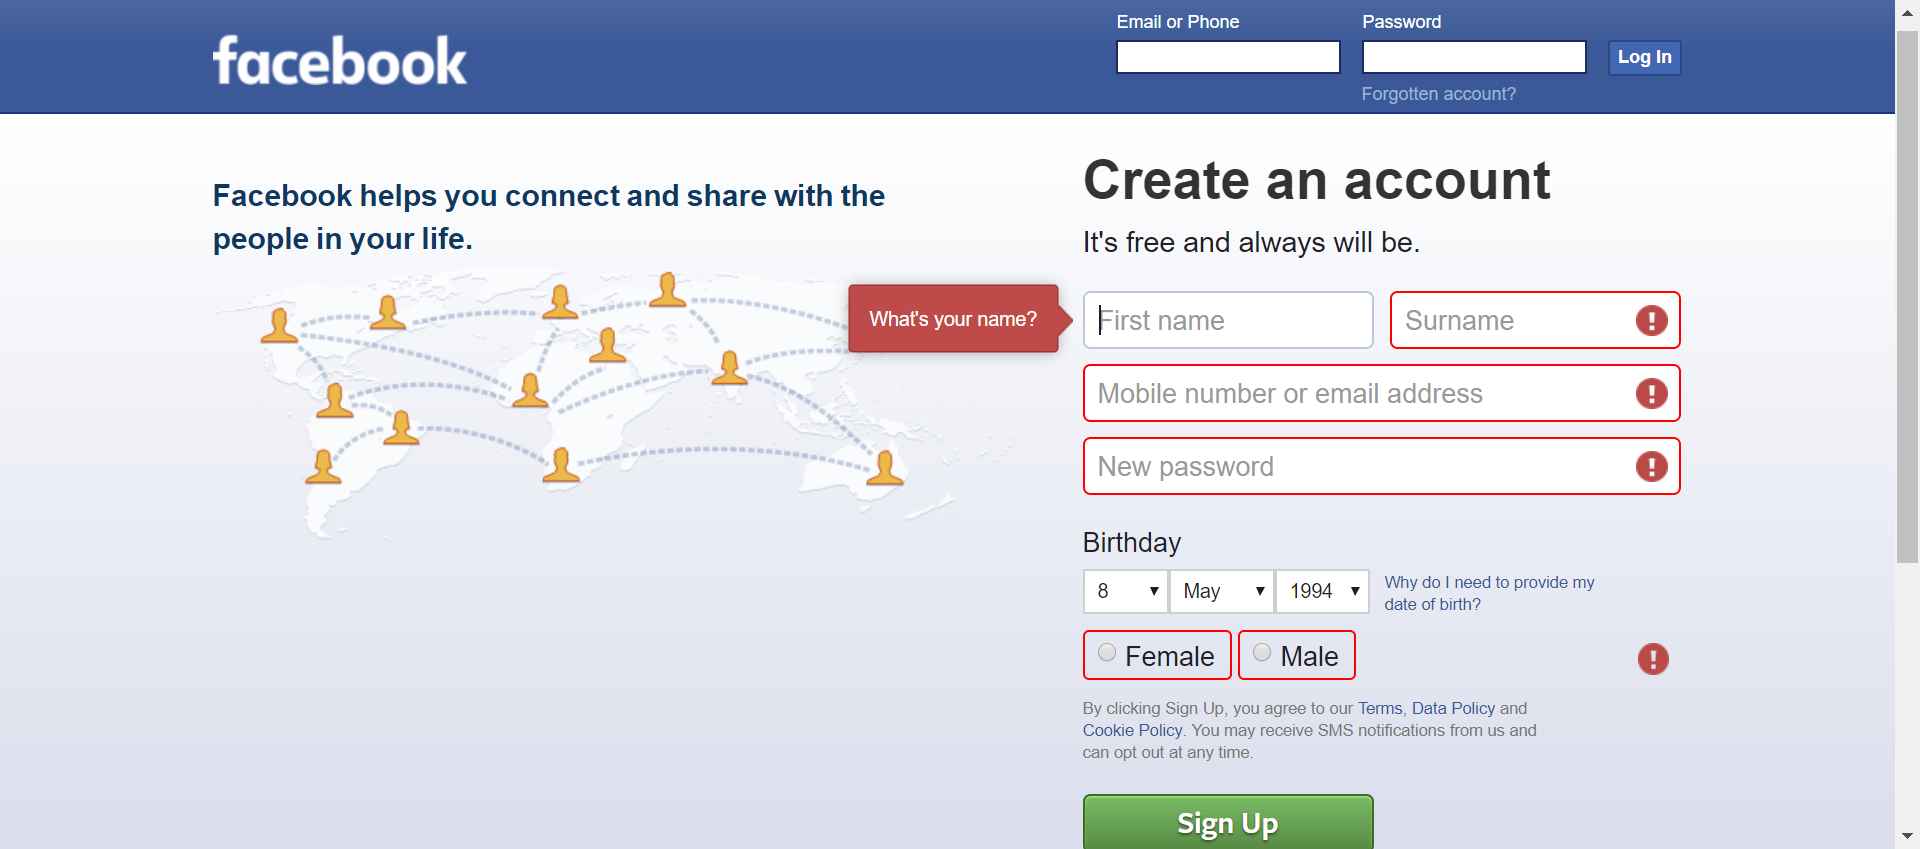 facebook
Email or Phone
Password
Log In
Forgotten account?
Facebook helps you connect and share with the
people in your life.
Create an account
It's free and always will be.
What's your name?
First name
Surname
Mobile number or email address
New password
Birthday
8
May
1994
Why do I need to provide my
date of birth?
Female
Male
By clicking Sign Up, you agree to our Terms, Data Policy and
Cookie Policy. You may receive SMS notifications from us and
can opt out at any time.
Sign Up